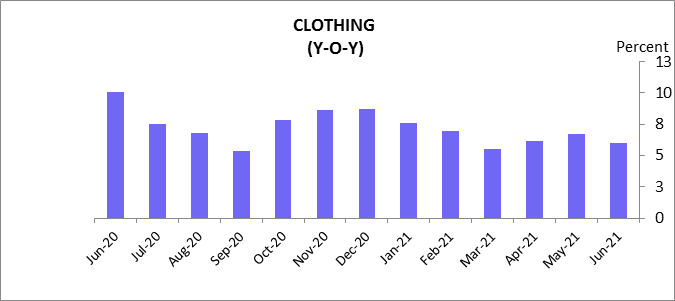 CLOTHING
(Y-O-Y)
Percent
13
10
8
5
3
0
Jun-20
Jul-20
Aug-20
Sep-20
Oct-20
Nov-20
Dec-20
Jan-21
Feb-21
Mar-21
Apr-21
May-21
Jun-21